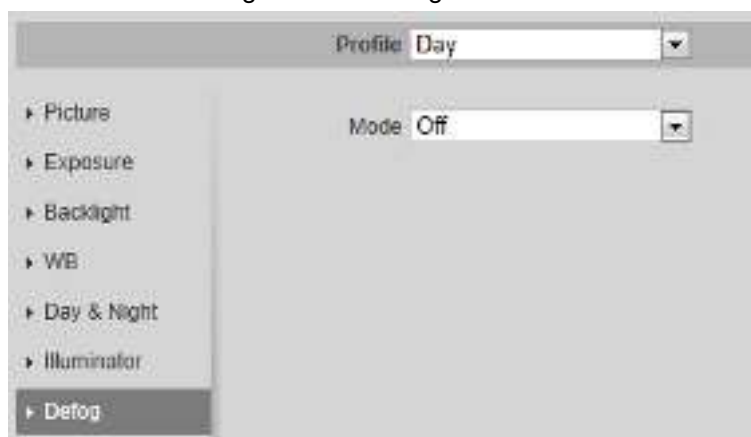 Profile Day
Picture
Mode Off
Exposure
Backlight
WB
Day & Night
Illuminator
Defog